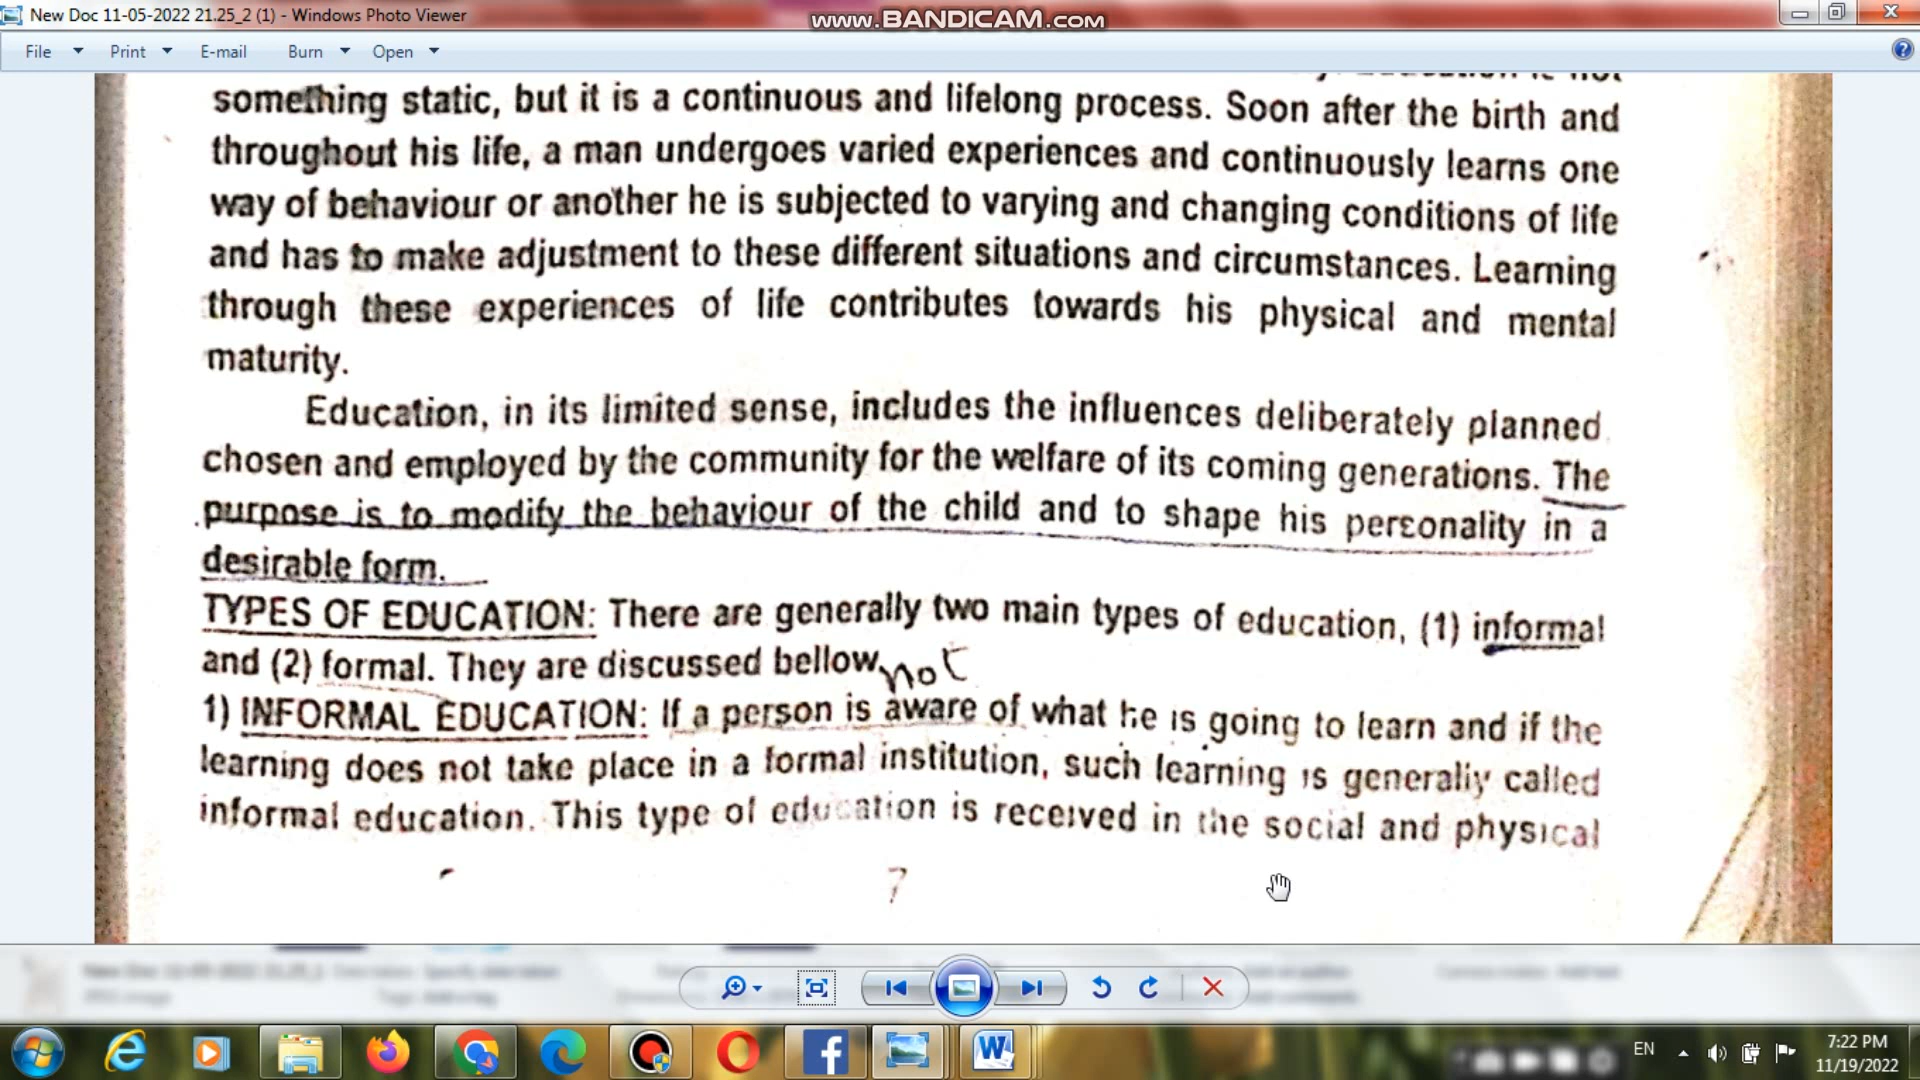 New Doc 11-05-2022 21.25_2 (1) - Windows Photo Viewer
www.BANDICAM.com
File Print E-mail Burn Open
something static, but it is a continuous and lifelong process. Soon after the birth and
throughout his life, a man undergoes varied experiences and continuously learns one
way of behaviour or another he is subjected to varying and changing conditions of life
and has to make adjustment to these different situations and circumstances. Learning
through these experiences of life contributes towards his physical and mental
maturity.
Education, in its limited sense, includes the influences deliberately planned
chosen and employed by the community for the welfare of its coming generations. The
purpose is to modify the behaviour of the child and to shape his personality in a
desirable form.
TYPES OF EDUCATION: There are generally two main types of education, (1) informal
and (2) formal. They are discussed bellow
not
1) INFORMAL EDUCATION: If a person is aware of what he is going to learn and if the
learning does not take place in a formal institution, such learning is generally called
informal education. This type of education is received in the social and physical
7
EN
7:22 PM
11/19/2022